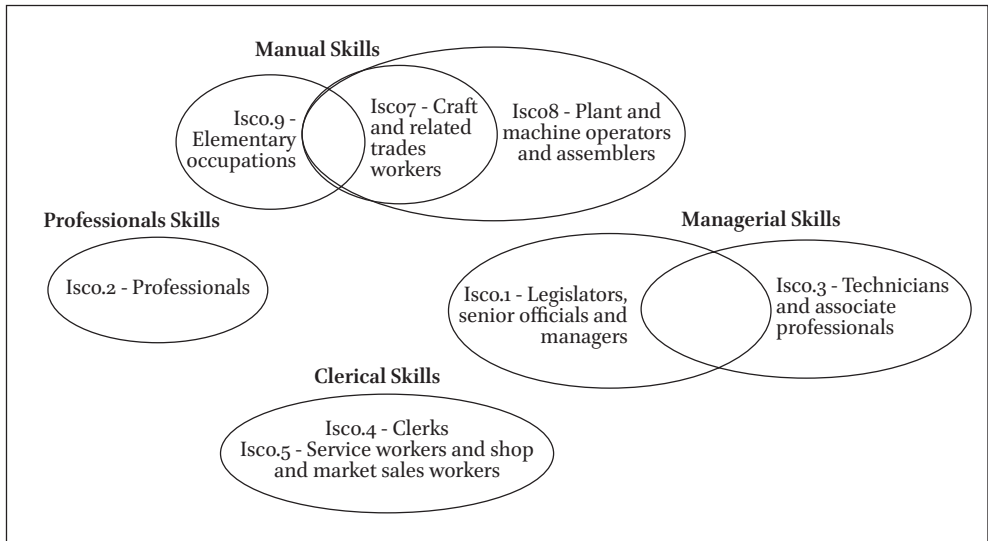 Manual Skills
Isco.9 -
Elementary
occupations
Isco7 - Craft
and related
trades
workers
Isco8 - Plant and
machine operators
and assemblers
Professionals Skills
Isco.2 - Professionals
Managerial Skills
Isco.1 - Legislators,
senior officials and
managers
Isco.3 - Technicians
and associate
professionals
Clerical Skills
Isco.4 - Clerks
Isco.5 - Service workers and shop
and market sales workers